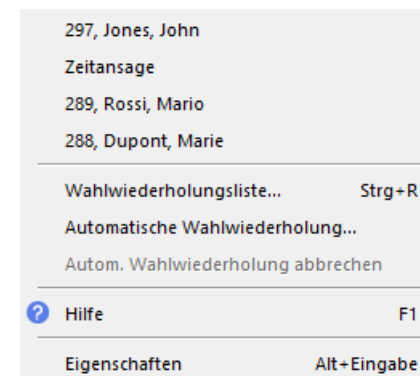 297, Jones, John
Zeitansage
289, Rossi, Mario
288, Dupont, Marie
Wahlwiederholungsliste... Strg+R
Automatische Wahlwiederholung...
Autom. Wahlwiederholung abbrechen
? Hilfe F1
Eigenschaften Alt+Eingabe